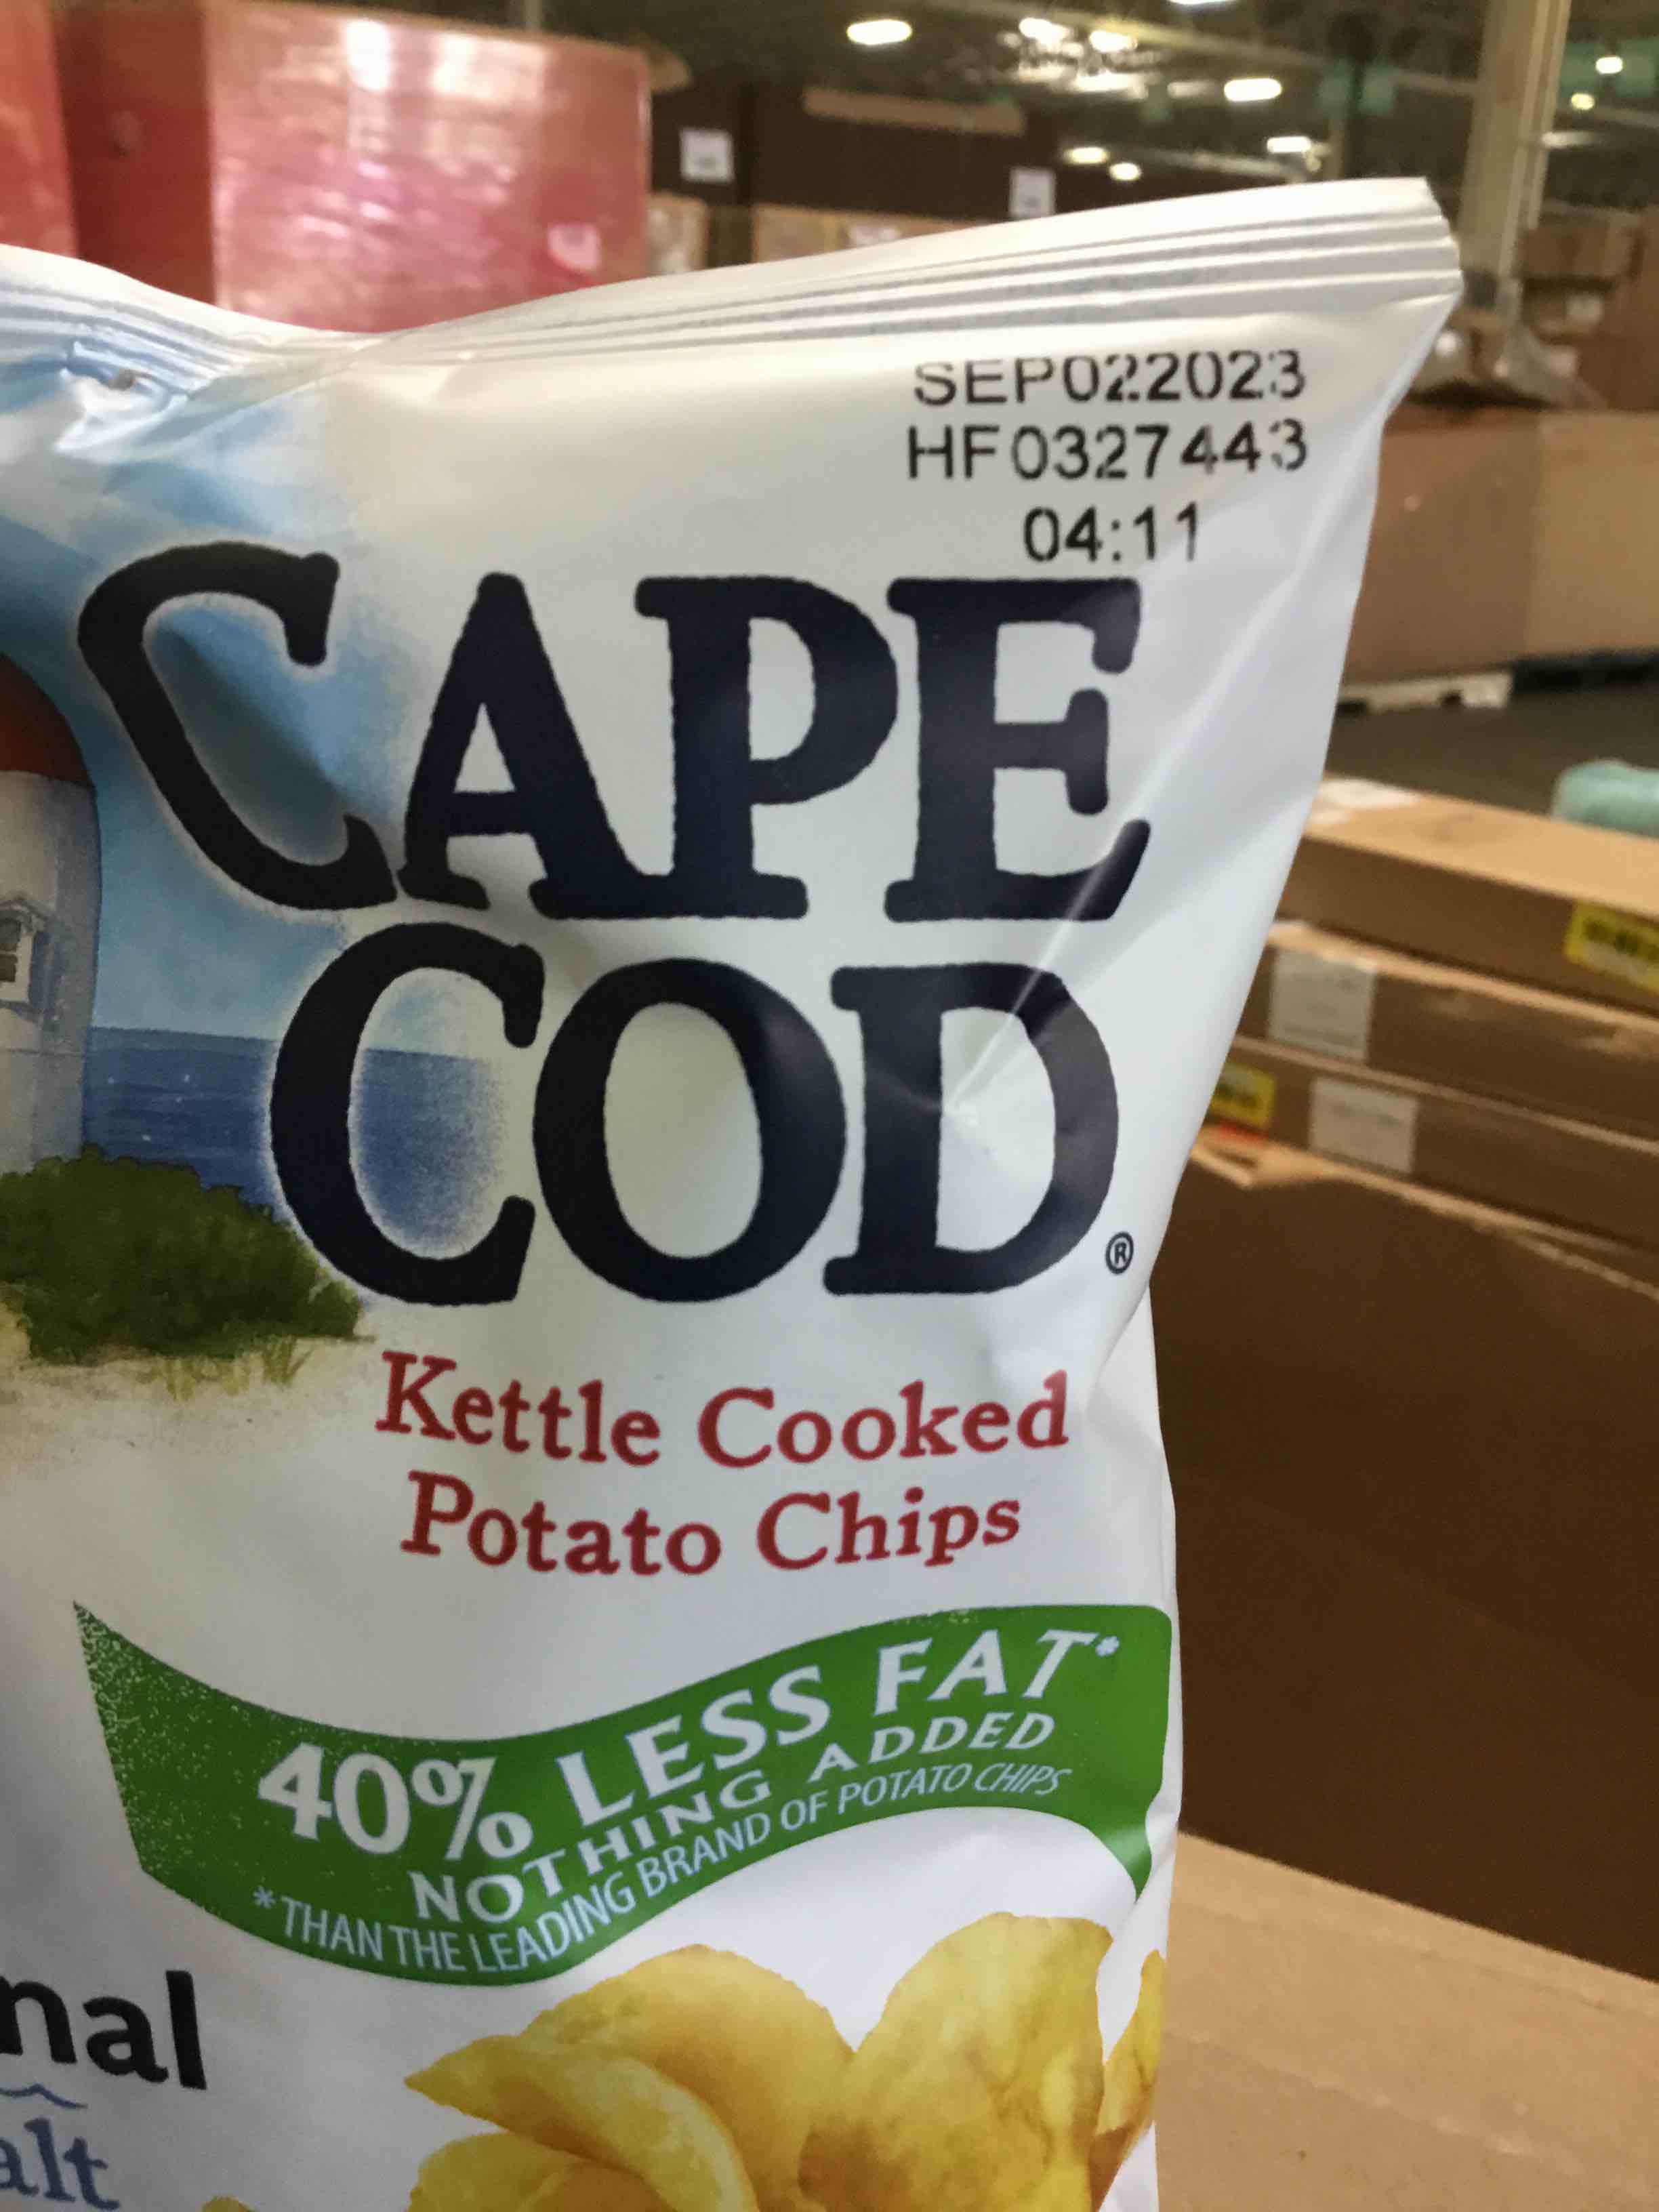 SEP022023
HF0327443
04:11
CAPE
COD®
Kettle Cooked
Potato Chips
40% LESS FAT*
NOTHING ADDED
*THAN THE LEADING BRAND OF POTATO CHIPS
nal
alt